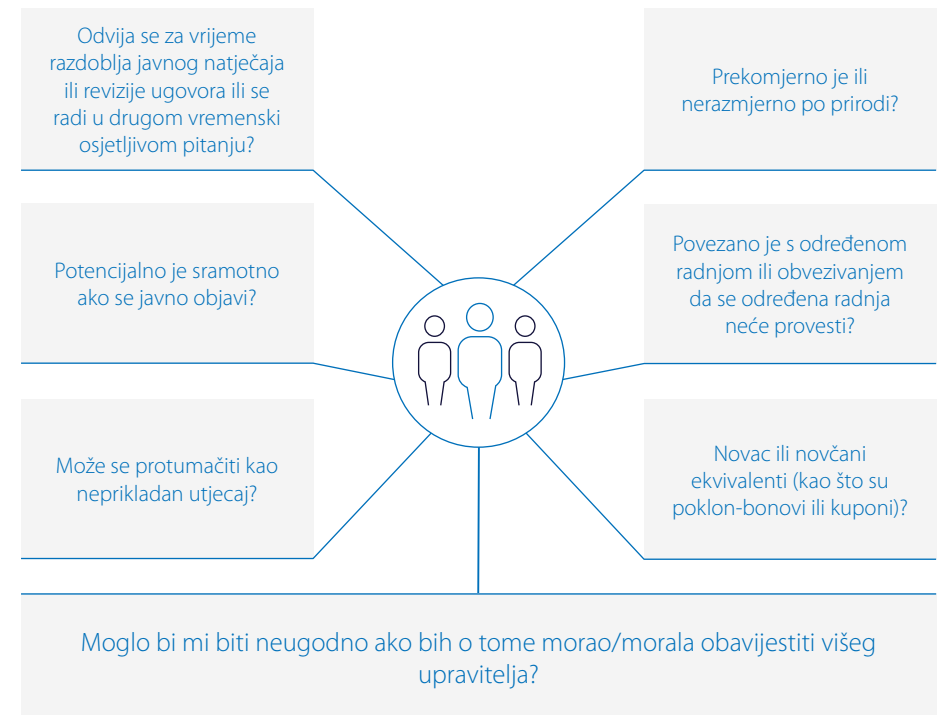 Odvija se za vrijeme
razdoblja javnog natječaja
ili revizije ugovora ili se
radi u drugom vremenski
osjetljivom pitanju?
Prekomjerno je ili
nerazmjerno po prirodi?
Potencijalno je sramotno
ako se javno objavi?
Povezano je s određenom
radnjom ili obvezivanjem
da se određena radnja
neće provesti?
Može se protumačiti kao
neprikladan utjecaj?
Novac ili novčani
ekvivalenti (kao što su
poklon-bonovi ili kuponi)?
Moglo bi mi biti neugodno ako bih o tome morao/morala obavijestiti višeg
upravitelja?